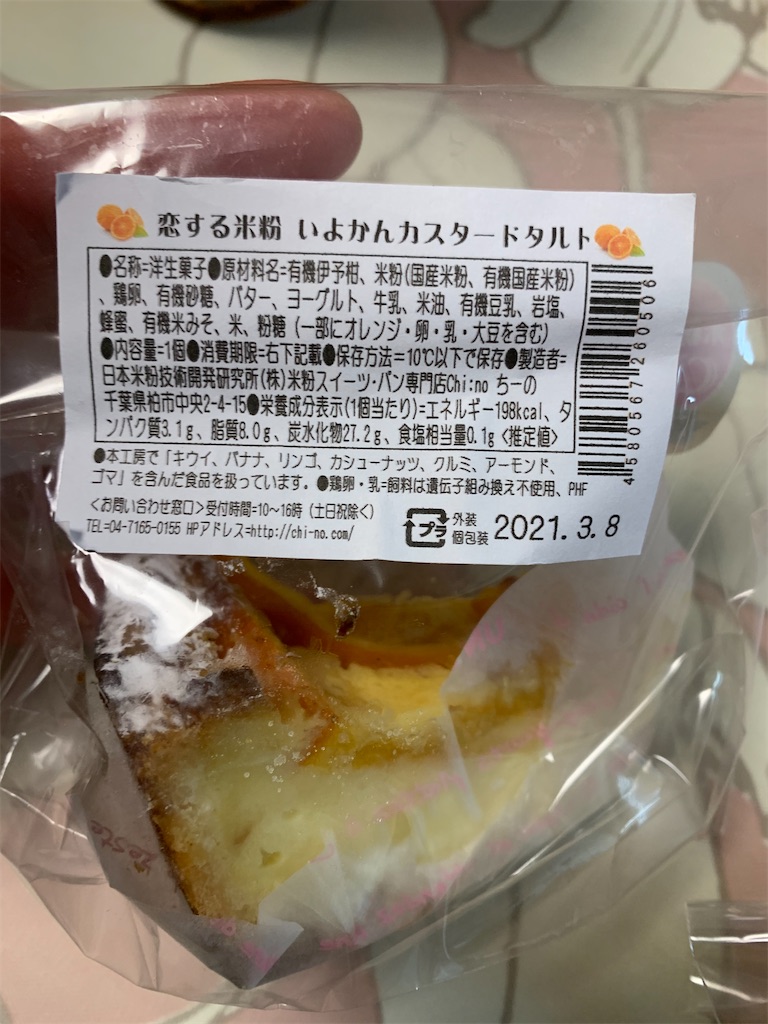 恋する米粉 いよかんカスタードタルト
●名称=洋生菓子●原材料名=有機伊予柑、米粉(国産米粉、有機国産米粉)
、鶏卵、有機砂糖、バター、ヨーグルト、牛乳、米油、有機豆乳、岩塩、
蜂蜜、有機米みそ、米、粉糖(一部にオレンジ・卵・乳・大豆を含む)
●内容量=1個●消費期限=右下記載●保存方法=10℃以下で保存●製造者=
日本米粉技術開発研究所(株)米粉スイーツ・パン専門店Chi:no ちーの
千葉県柏市中央2-4-15●栄養成分表示(1個当たり)=エネルギー198kcal、タ
ンパク質3.1g、脂質8.0g、炭水化物27.2g、食塩相当量0.1g<推定値>
●本工房で「キウイ、バナナ、リンゴ、カシューナッツ、クルミ、アーモンド、
ゴマ」を含んだ食品を扱っています。●鶏卵・乳=飼料は遺伝子組み換え不使用、PHF
<お問い合わせ窓口>受付時間=10~16時(土日祝除く)
TEL=04-7165-0155 HPアドレス=http://chi-no.com/
プラ
外装
個包装
2021.3.8
4580567260506